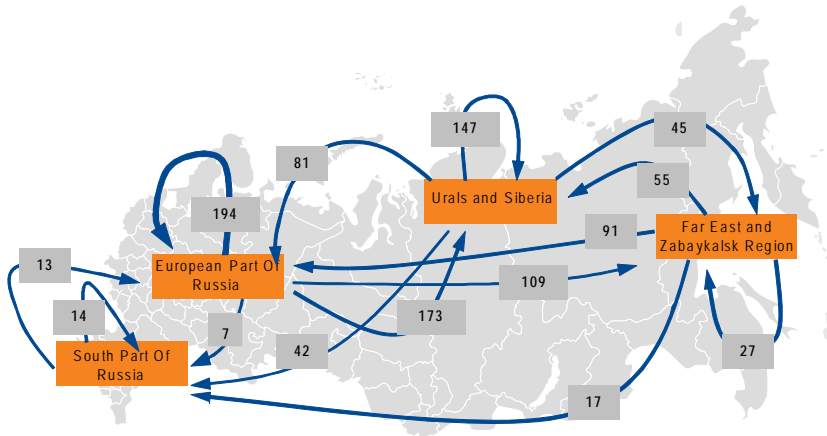 147
45
81
55
Urals and Siberia
194
91
Far East and
Zabaykalsk Region
13
European Part Of
Russia
109
14
173
7
42
27
South Part Of
Russia
17